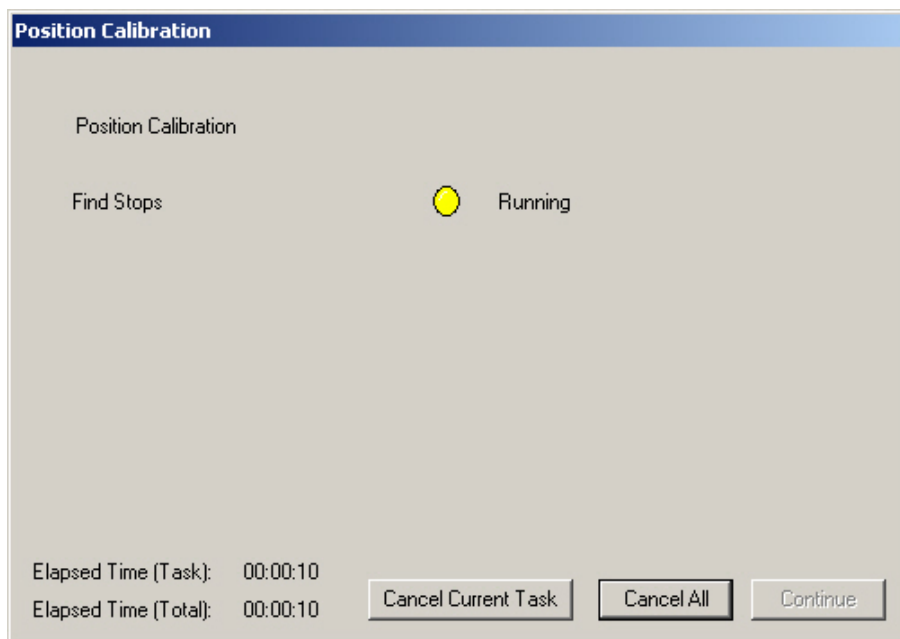 Position Calibration
Position Calibration
Find Stops Running
Elapsed Time (Task): 00:00:10
Elapsed Time (Total): 00:00:10
Cancel Current Task Cancel All Continue